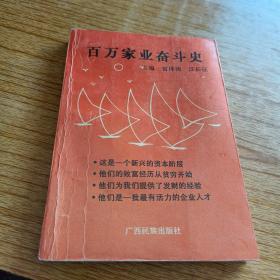 百万家业奋斗史
主编
• 这是一个新兴的资本阶层
• 他们的致富经历从贫穷开始
• 他们为我们提供了发财的经验
• 他们是一批最有活力的企业人才
广西民族出版社